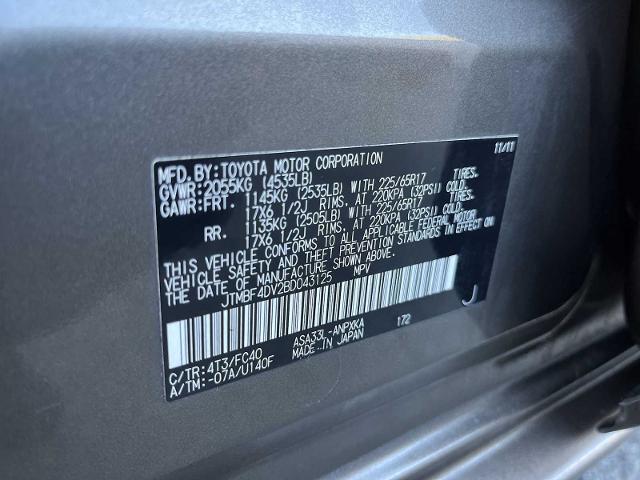 MFD.BY:TOYOTA MOTOR CORPORATION 11/11
GVWR:2055KG (4535LB)
GAWR:FRT. 1145KG (2535LB) WITH 225/65R17 TIRES.
17X6 1/2J RIMS. AT 220KPA (32PSI) COLD
RR. 1135KG (2505LB) WITH 225/65R17 TIRES.
17X6 1/2J RIMS. AT 220KPA (32PSI) COLD
THIS VEHICLE CONFORMS TO ALL APPLICABLE FEDERAL MOTOR
VEHICLE SAFETY AND THEFT PREVENTION STANDARDS IN EFFECT ON
THE DATE OF MANUFACTURE SHOWN ABOVE.
JTMBF4DV2BD043125 MPV
J
C/TR:4T3/FC40 ASA33L-ANPXKA 172
A/TM:-07A/U140F MADE IN JAPAN